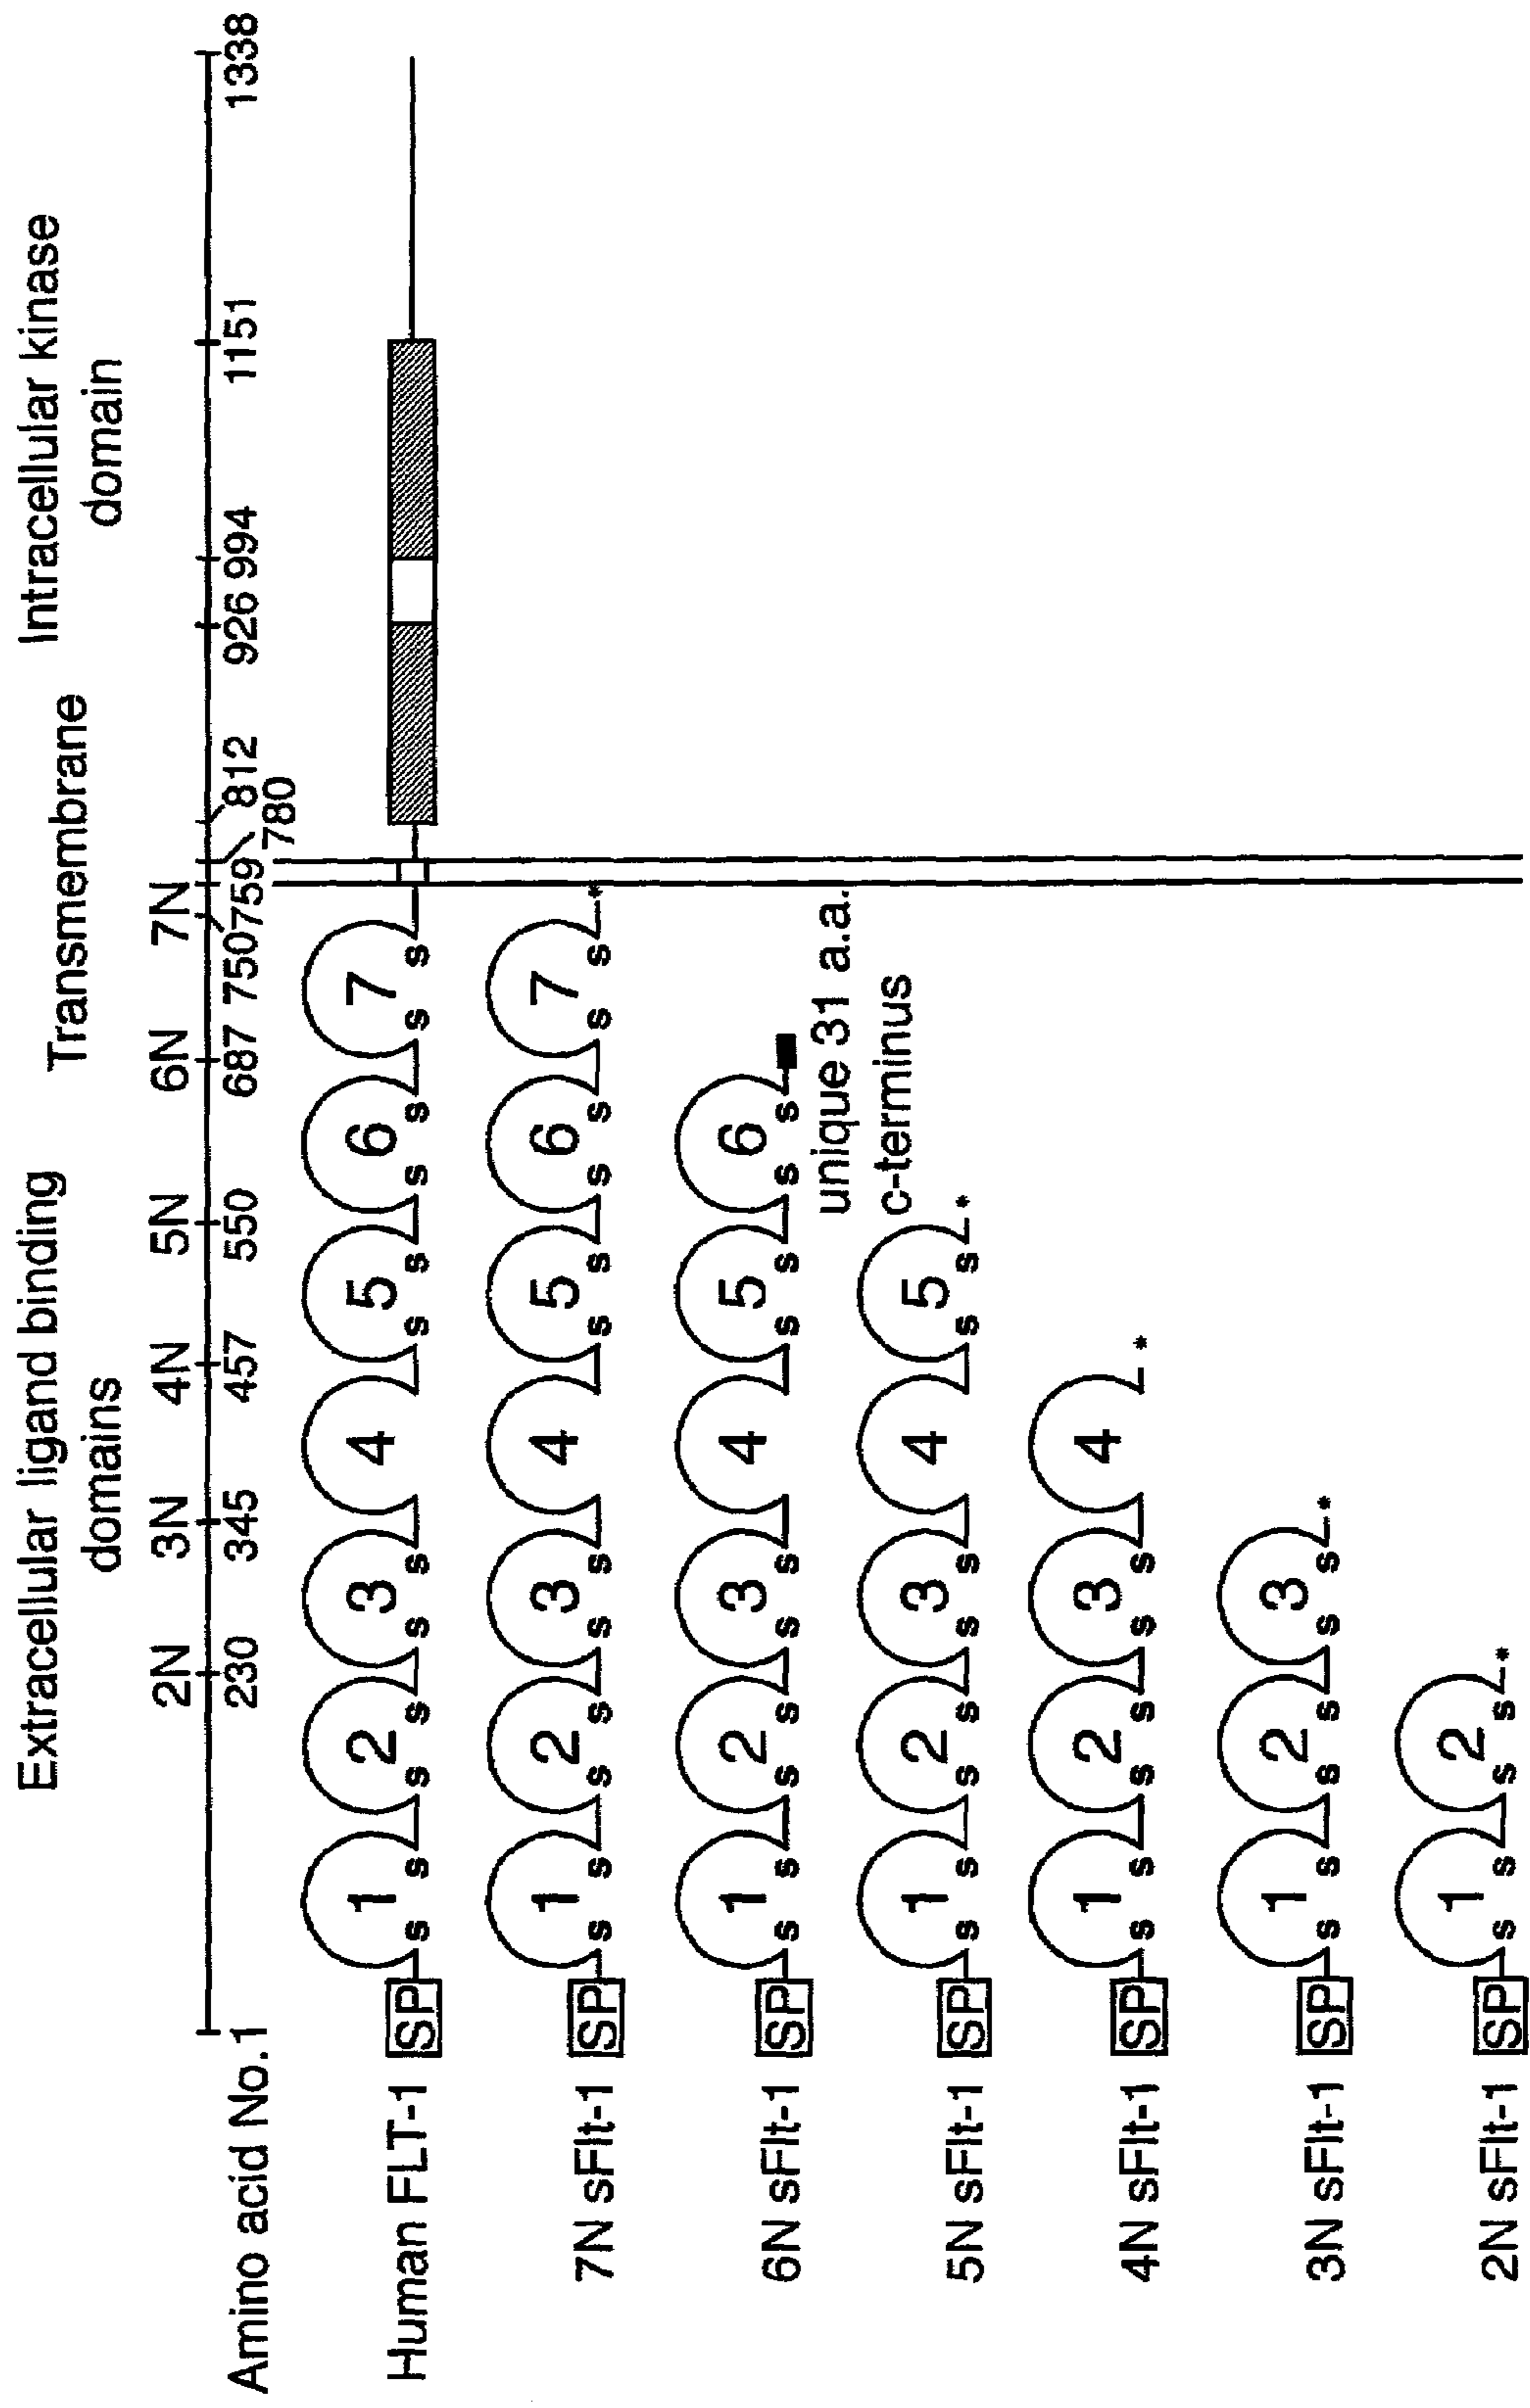 Extracellular ligand binding
domains
Transmembrane
Intracellular kinase
domain
2N 3N 4N 5N 6N 7N
Amino acid No.1 230 345 457 550 687 750 759 812 926 994 1151 1338
780
Human FLT-1 SP 1 2 3 4 5 6 7
s s s s s s s s s s s s
7N sFlt-1 SP 1 2 3 4 5 6 7
s s s s s s s s s s s s *
6N sFlt-1 SP 1 2 3 4 5 6
s s s s s s s s s s
unique 31 a.a.
c-terminus
5N sFlt-1 SP 1 2 3 4 5
s s s s s s s s *
4N sFlt-1 SP 1 2 3 4
s s s s s s *
3N sFlt-1 SP 1 2 3
s s s s s s *
2N sFlt-1 SP 1 2
s s s s *